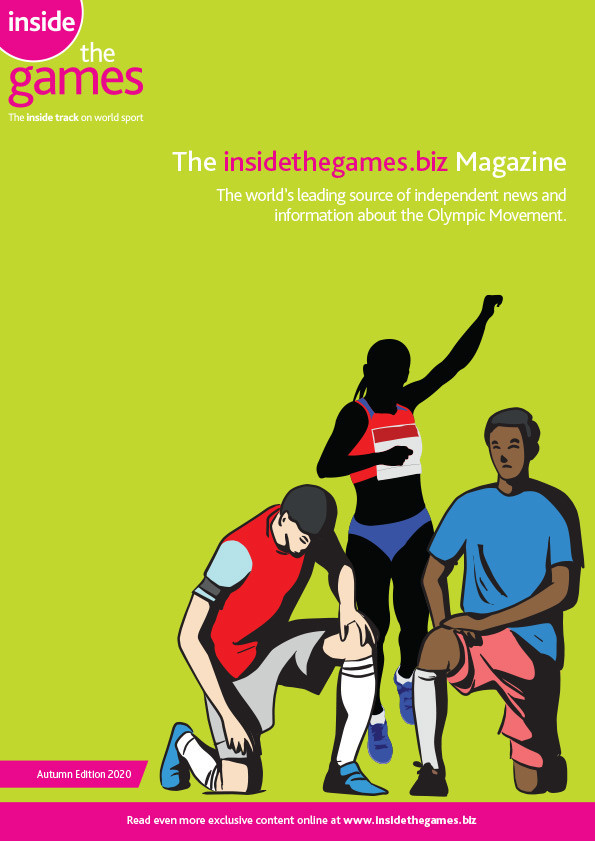 inside
the
games
The inside track on world sport
The insidethegames.biz Magazine
The world's leading source of independent news and
information about the Olympic Movement.
Autumn Edition 2020
Read even more exclusive content online at www.insidethegames.biz